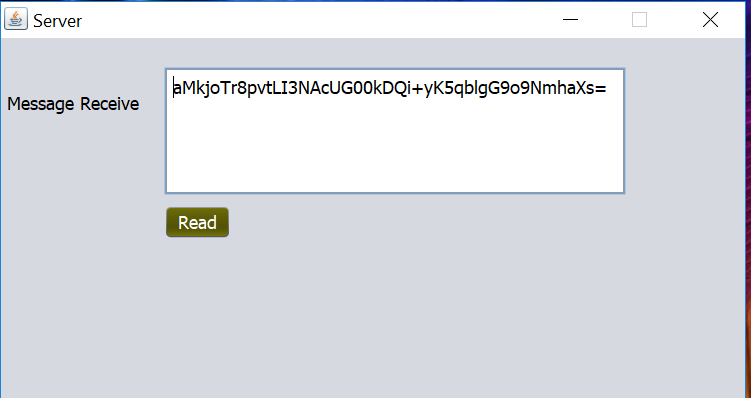 Server
Message Receive
aMkjoTr8pvtLI3NAcUG00kDQi+yK5qblgG9o9NmhaXs=
Read